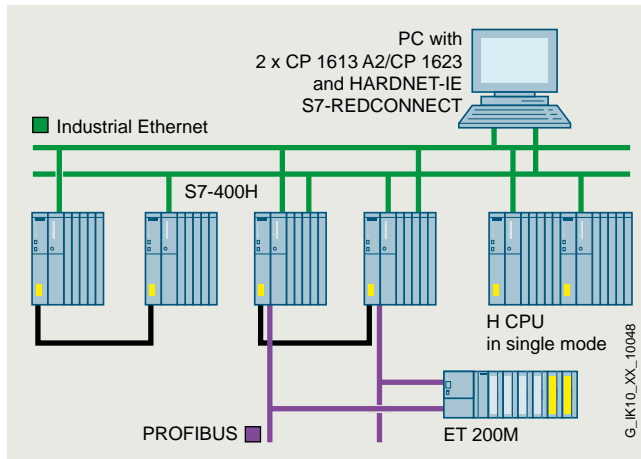 PC with
2 x CP 1613 A2/CP 1623
and HARDNET-IE
S7-REDCONNECT
Industrial Ethernet
S7-400H
H CPU
in single mode
PROFIBUS
ET 200M
G_IK10_XX_10048